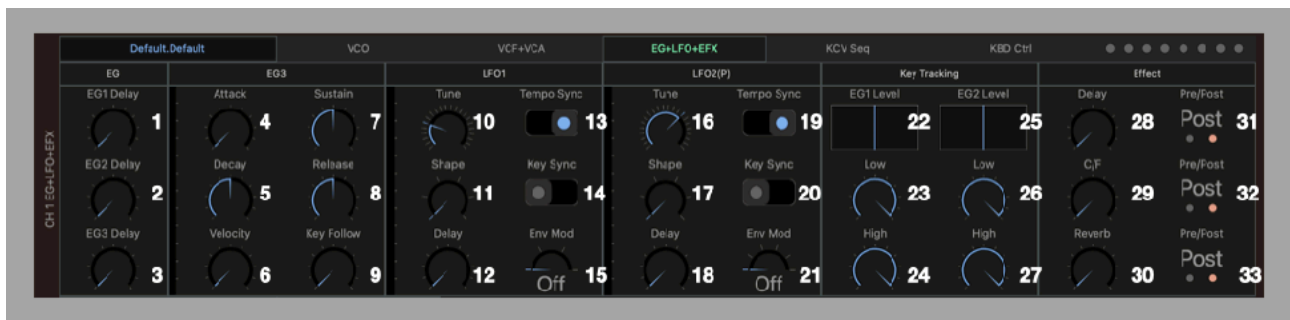 Default.Default VCO VCF+VCA EG+LFO+EFX KCV Seq KBD Ctrl
EG EG3 LFO1 LFO2(P) Key Tracking Effect
EG1 Delay Attack Sustain Tune Tempo Sync Tune Tempo Sync EG1 Level EG2 Level Delay Pre/Post
1 4 7 10 13 16 19 22 25 28 Post 31
EG2 Delay Decay Release Shape Key Sync Shape Key Sync Low Low C/F Pre/Post
2 5 8 11 14 17 20 23 26 29 Post 32
EG3 Delay Velocity Key Follow Delay Env Mod Delay Env Mod High High Reverb Pre/Post
3 6 9 12 Off 15 18 Off 21 24 27 30 Post 33
CH 1 EG+LFO+EFX